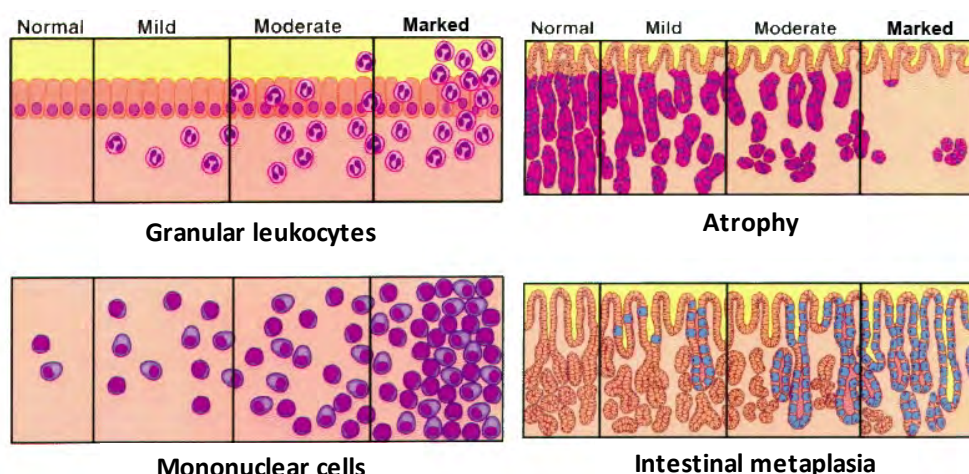 Normal Mild Moderate Marked
Granular leukocytes
Normal Mild Moderate Marked
Atrophy
Mononuclear cells
Intestinal metaplasia